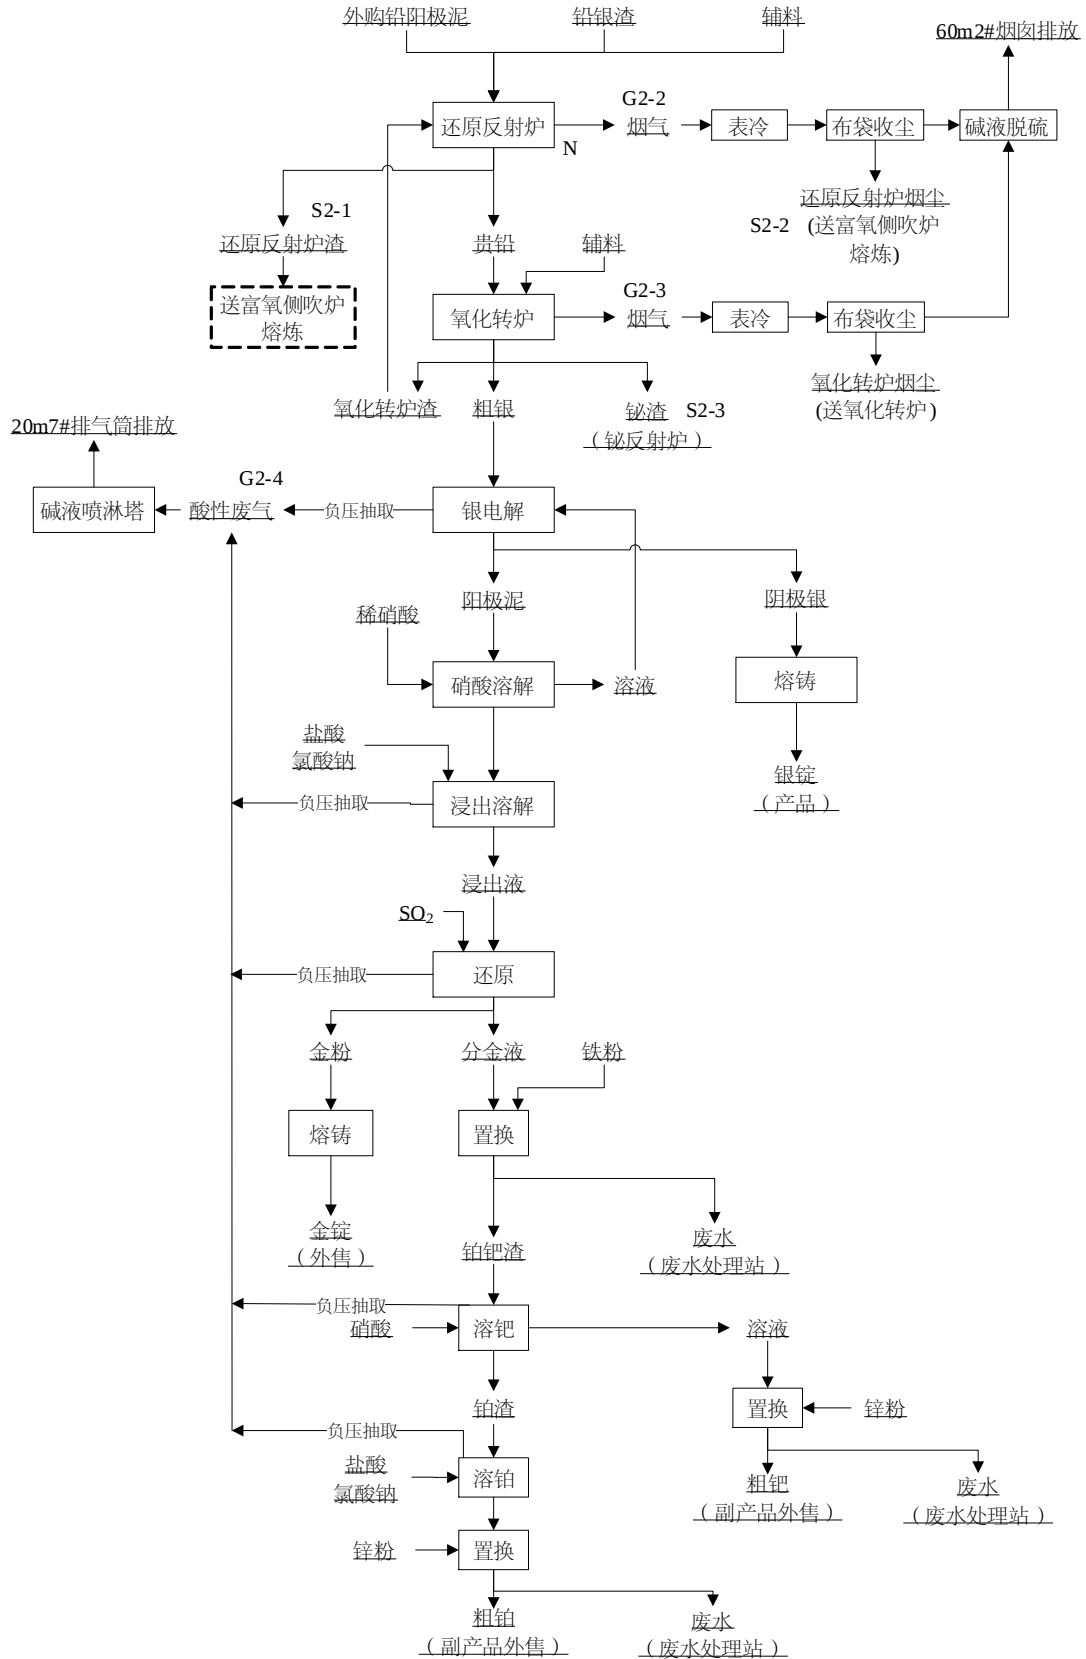 外购铅阳极泥
铅银渣
辅料
60m2#烟囱排放
还原反射炉
N
G2-2
烟气
表冷
布袋收尘
碱液脱硫
S2-1
还原反射炉渣
送富氧侧吹炉
熔炼
贵铅
辅料
还原反射炉烟尘
S2-2
(送富氧侧吹炉
熔炼)
氧化转炉
G2-3
烟气
表冷
布袋收尘
氧化转炉烟尘
(送氧化转炉)
氧化转炉渣
粗银
铋渣
（铋反射炉）
S2-3
20m7#排气筒排放
碱液喷淋塔
G2-4
酸性废气
负压抽取
银电解
阳极泥
阴极银
稀硝酸
硝酸溶解
溶液
熔铸
银锭
（产品）
盐酸
氯酸钠
负压抽取
浸出溶解
浸出液
SO₂
负压抽取
还原
金粉
分金液
铁粉
熔铸
置换
金锭
（外售）
铂钯渣
废水
（废水处理站）
负压抽取
硝酸
溶钯
溶液
铂渣
置换
锌粉
负压抽取
盐酸
氯酸钠
溶铂
粗钯
（副产品外售）
废水
（废水处理站）
锌粉
置换
粗铂
（副产品外售）
废水
（废水处理站）